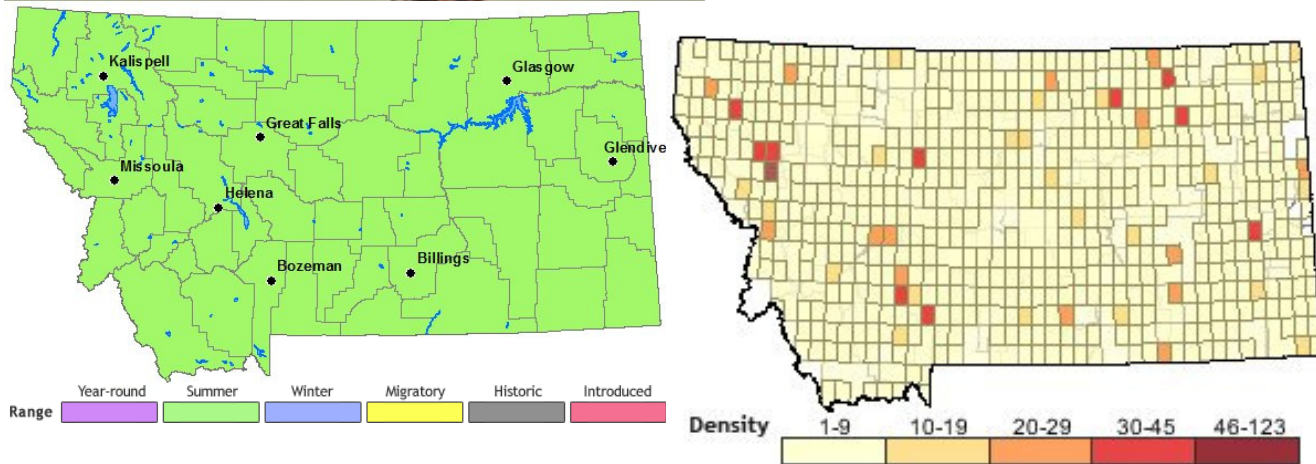 Kalispell
Glasgow
Great Falls
Glendive
Missoula
Helena
Bozeman
Billings
Range
Year-round
Summer
Winter
Migratory
Historic
Introduced
Density
1-9
10-19
20-29
30-45
46-123